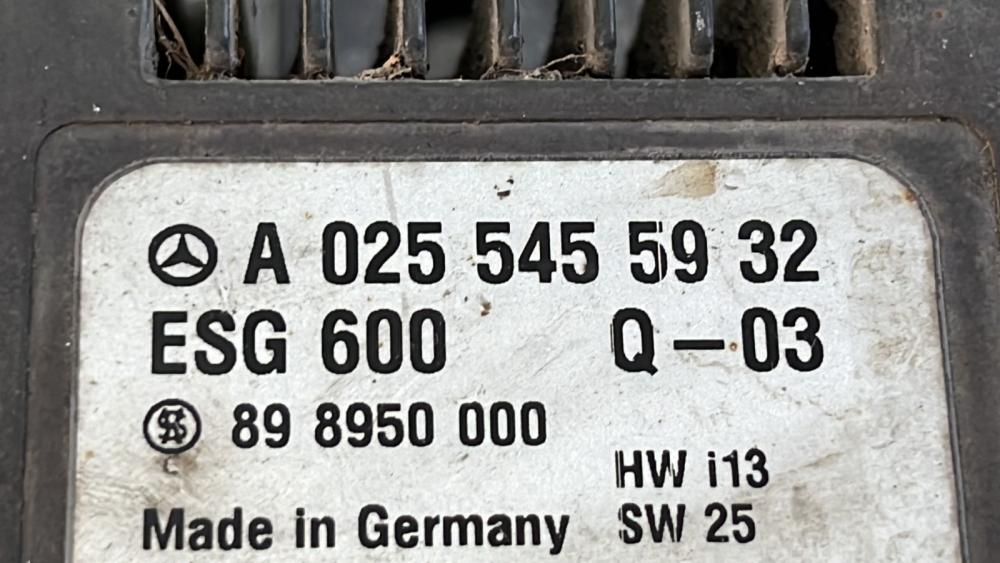 A 025 545 59 32
ESG 600 Q-03
89 8950 000
HW i13
Made in Germany SW 25